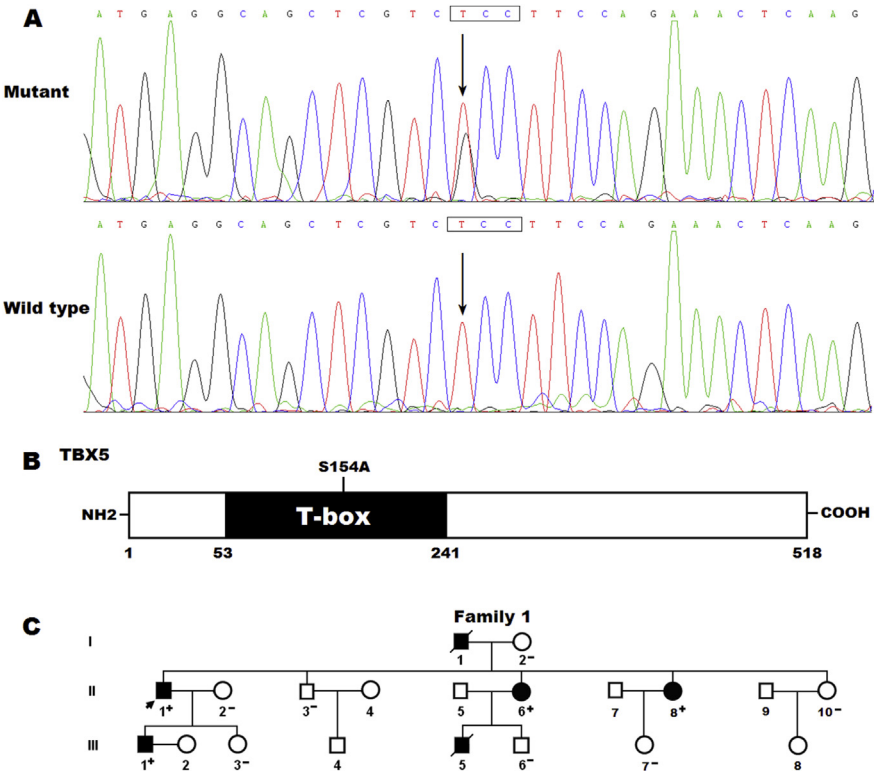 A
A T G A G G C A G C T C G T C T C C T T C C A G A A A C T C A A G
Mutant
A T G A G G C A G C T C G T C T C C T T C C A G A A A C T C A A G
Wild type
B TBX5
S154A
NH2 T-box COOH
1 53 241 518
C Family 1
I
1 2−
II
1+ 2− 3− 4 5 6+ 7 8+ 9 10−
III
1+ 2 3− 4 5 6− 7− 8